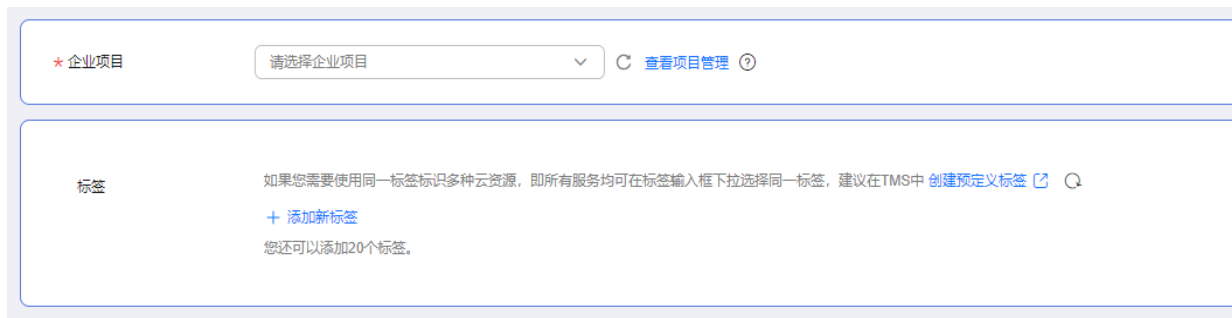 * 企业项目 请选择企业项目 查看项目管理 ?
标签 如果您需要使用同一标签标识多种云资源，即所有服务均可在标签输入框下拉选择同一标签，建议在TMS中 创建预定义标签
+ 添加新标签
您还可以添加20个标签。